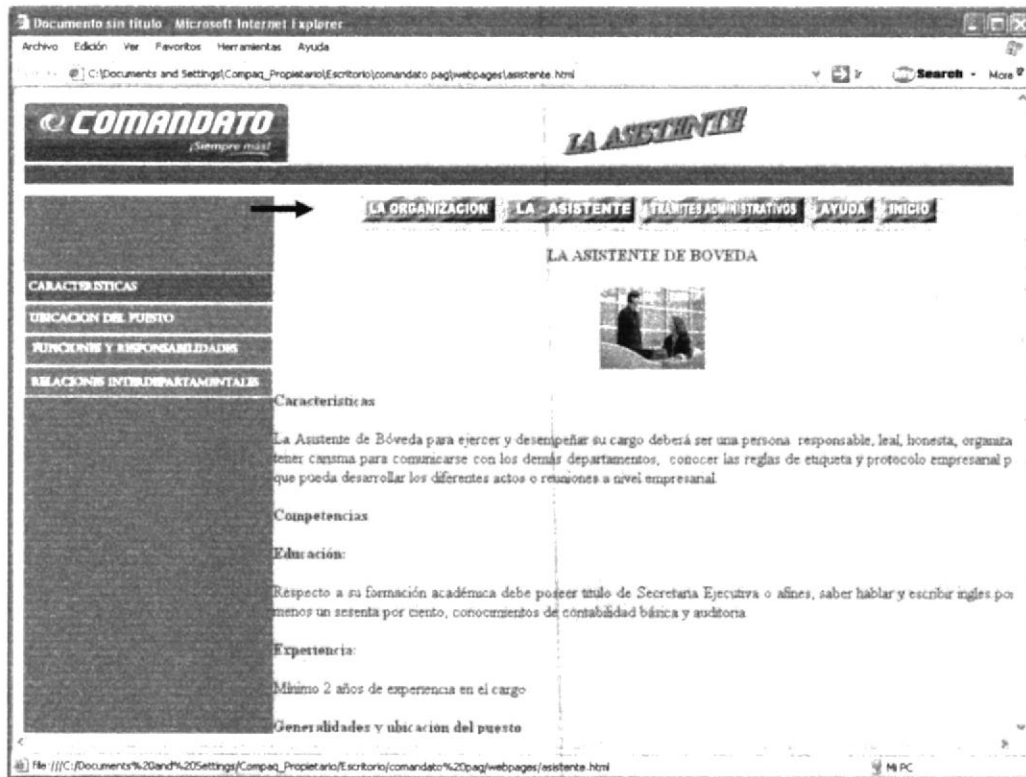 Documento sin título Microsoft Internet Explorer
Archivo Edición Ver Favoritos Herramientas Ayuda
C:\Documents and Settings\Compaq_Propietario\Escritorio\comandato pag\webpages\asistente.html Ir Search More
COMANDATO
¡Siempre más!
LA ASISTENTE
LA ORGANIZACION LA ASISTENTE TRAMITES ADMINISTRATIVOS AYUDA INICIO
LA ASISTENTE DE BOVEDA
CARACTERISTICAS
UBICACION DEL PUESTO
FUNCIONES Y RESPONSABILIDADES
RELACIONES INTERDEPARTAMENTALES
Características
La Asistente de Bóveda para ejercer y desempeñar su cargo deberá ser una persona responsable, leal, honesta, organiza
tener carisma para comunicarse con los demás departamentos, conocer las reglas de etiqueta y protocolo empresarial p
que pueda desarrollar los diferentes actos o reuniones a nivel empresarial
Competencias
Educación:
Respecto a su formación académica debe poseer titulo de Secretaria Ejecutiva o afines, saber hablar y escribir ingles por
menos un sesenta por ciento, conocimientos de contabilidad básica y auditoria
Experiencia:
Mínimo 2 años de experiencia en el cargo
Generalidades y ubicación del puesto
file:///C:/Documents%20and%20Settings/Compaq_Propietario/Escritorio/comandato%20pag/webpages/asistente.html Mi PC